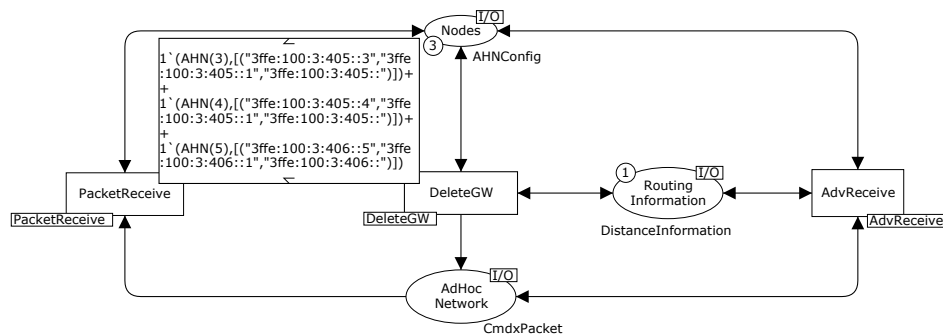 I/O
Nodes
3
AHNConfig
1`(AHN(3),[("3ffe:100:3:405::3","3ffe
:100:3:405::1","3ffe:100:3:405::")])+
+
1`(AHN(4),[("3ffe:100:3:405::4","3ffe
:100:3:405::1","3ffe:100:3:405::")])+
+
1`(AHN(5),[("3ffe:100:3:406::5","3ffe
:100:3:406::1","3ffe:100:3:406::")])
PacketReceive
PacketReceive
DeleteGW
DeleteGW
1
I/O
Routing
Information
DistanceInformation
AdvReceive
AdvReceive
I/O
AdHoc
Network
CmdxPacket